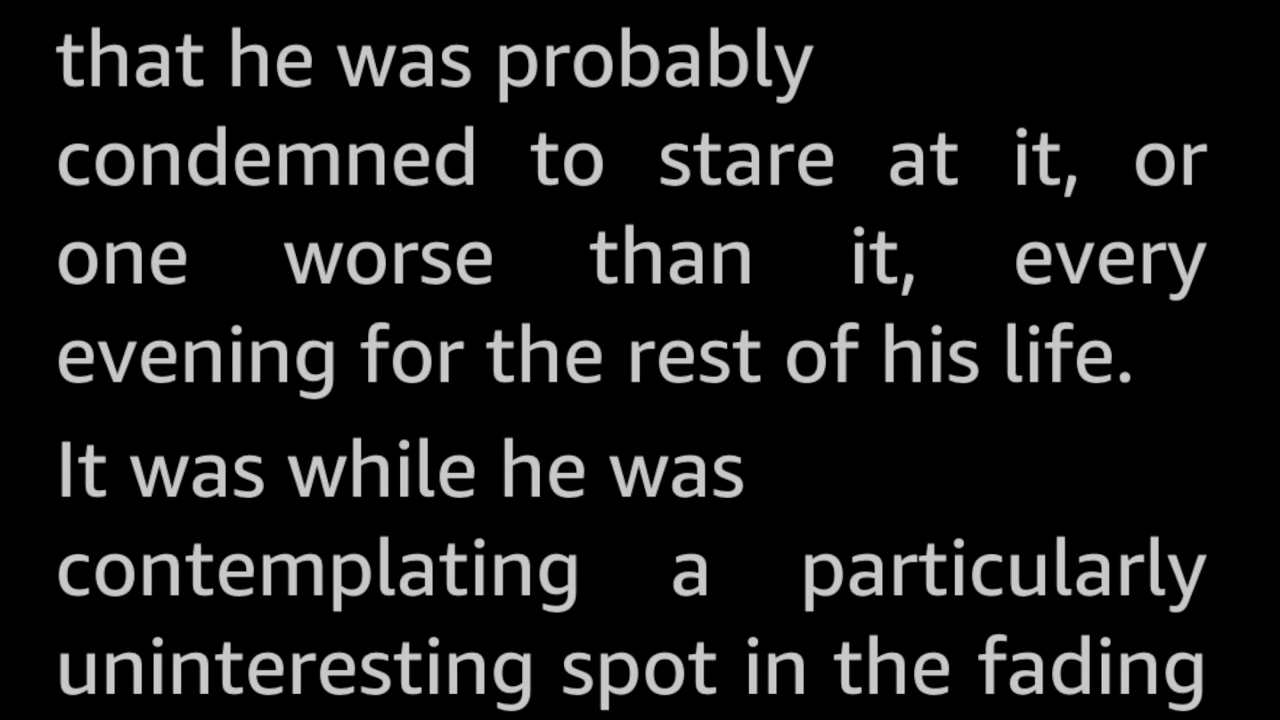 that he was probably
condemned to stare at it, or
one worse than it, every
evening for the rest of his life.
It was while he was
contemplating a particularly
uninteresting spot in the fading